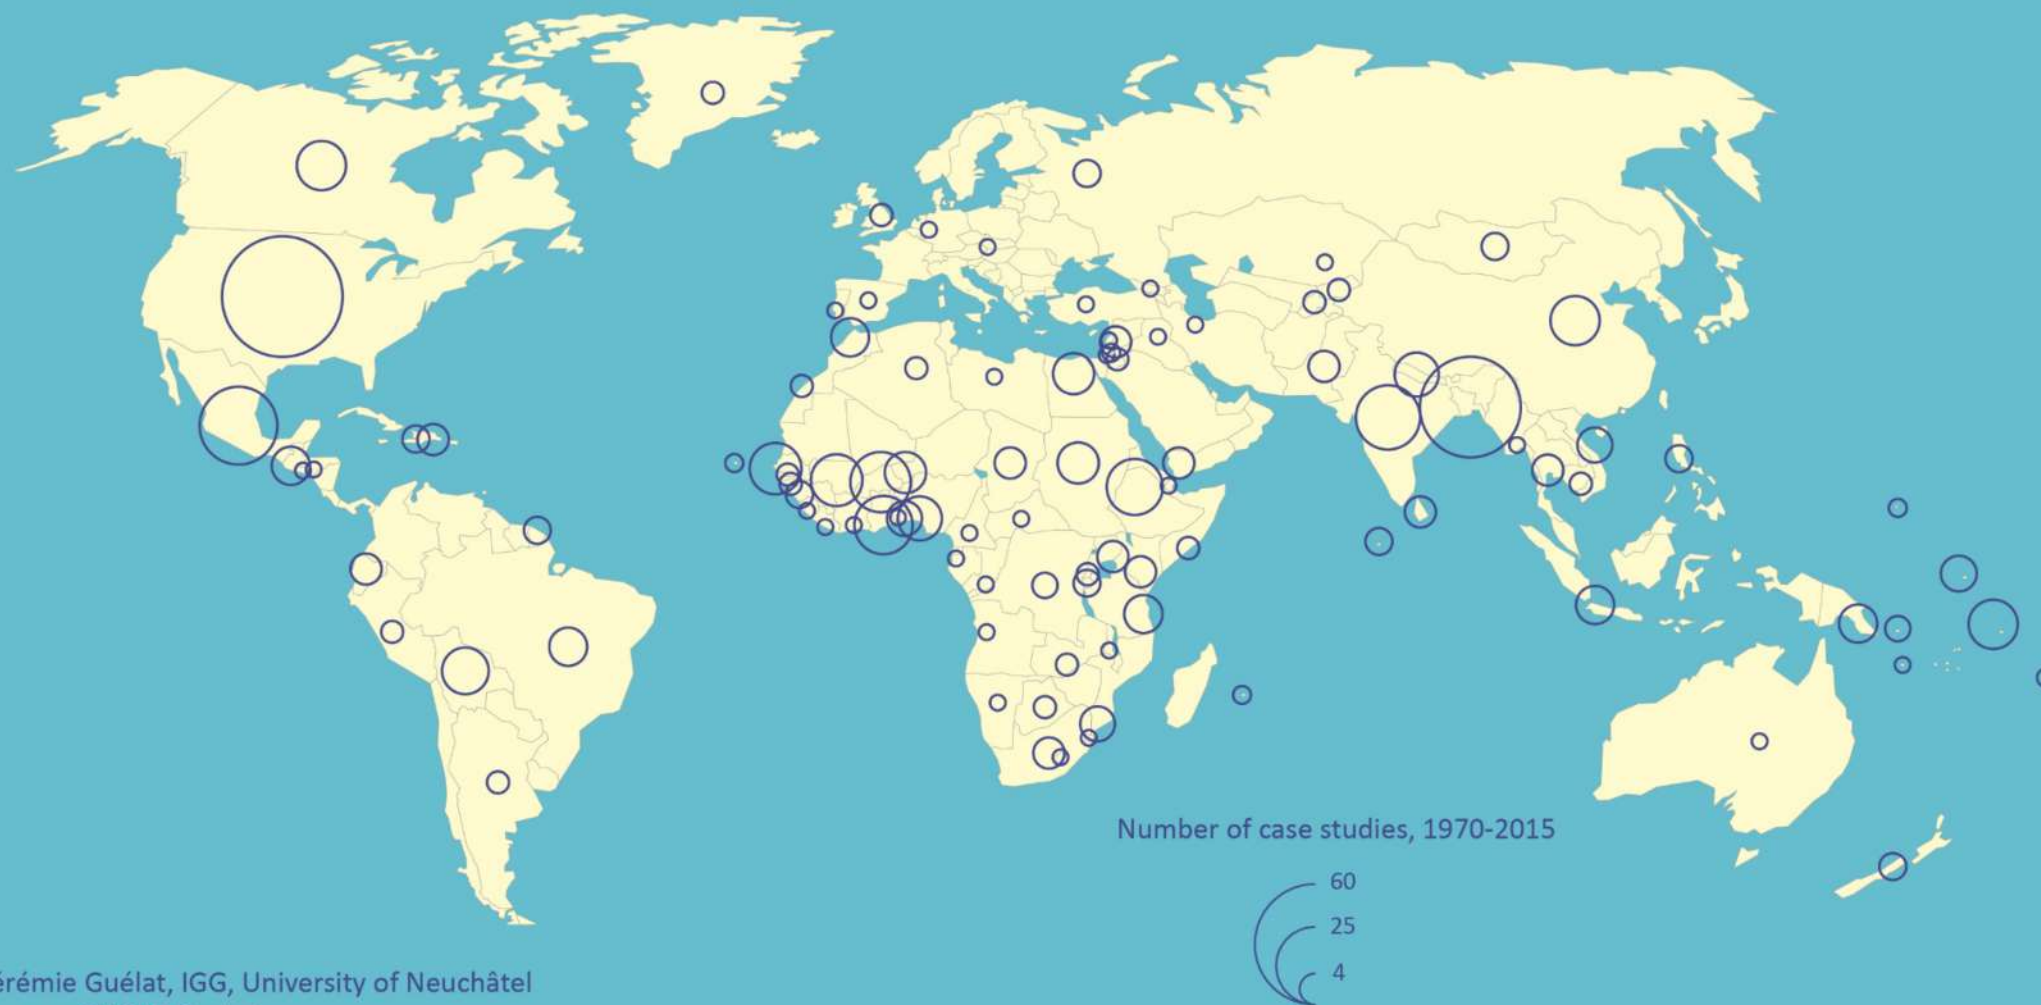 Number of case studies, 1970-2015
60
25
4
érémie Guélat, IGG, University of Neuchâtel